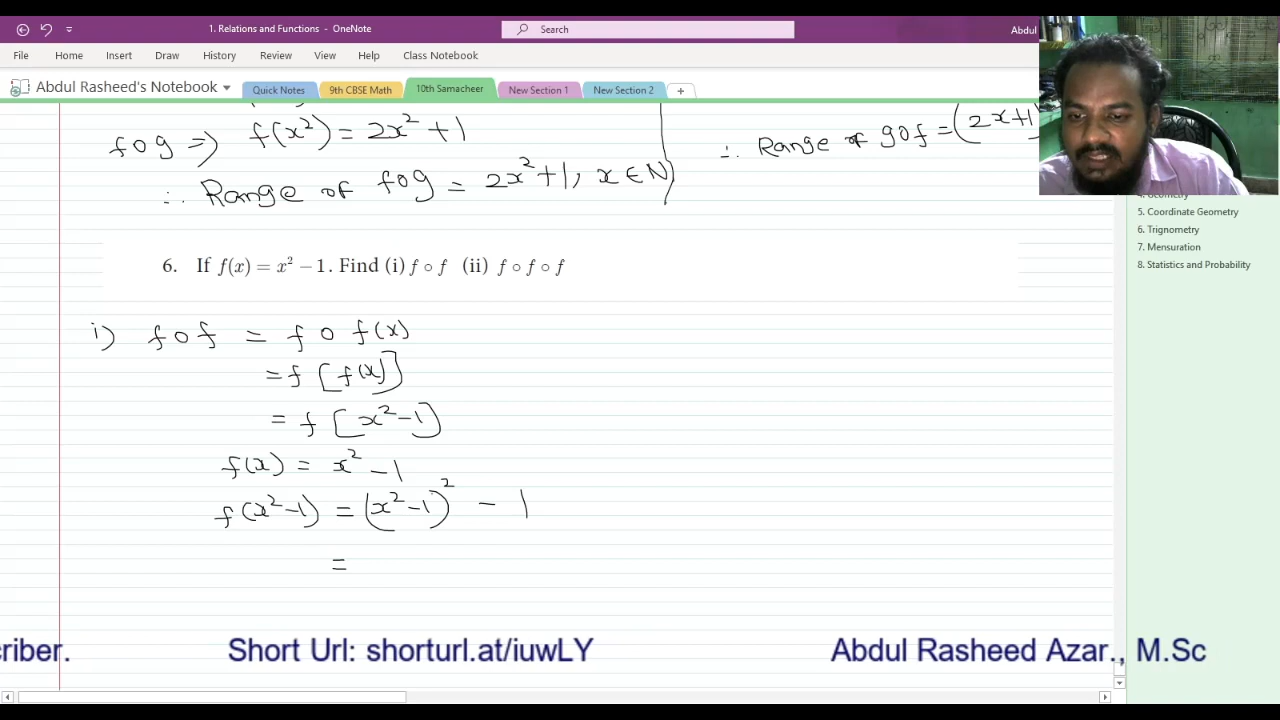 1. Relations and Functions - OneNote
Search
Abdul
File Home Insert Draw History Review View Help Class Notebook
Abdul Rasheed's Notebook
Quick Notes
9th CBSE Math
10th Samacheer
New Section 1
New Section 2
fog => f(x²) = 2x² + 1
∴ Range of fog = 2x² + 1, x ∈ N
∴ Range of gof = (2x+1)
5. Coordinate Geometry
6. Trignometry
7. Mensuration
8. Statistics and Probability
6. If f(x) = x² − 1. Find (i) f ∘ f (ii) f ∘ f ∘ f
i) f o f = f o f(x)
= f [f(x)]
= f [x² − 1]
f(x) = x² − 1
f(x² − 1) = (x² − 1)² − 1
=
criber. Short Url: shorturl.at/iuwLY Abdul Rasheed Azar., M.Sc